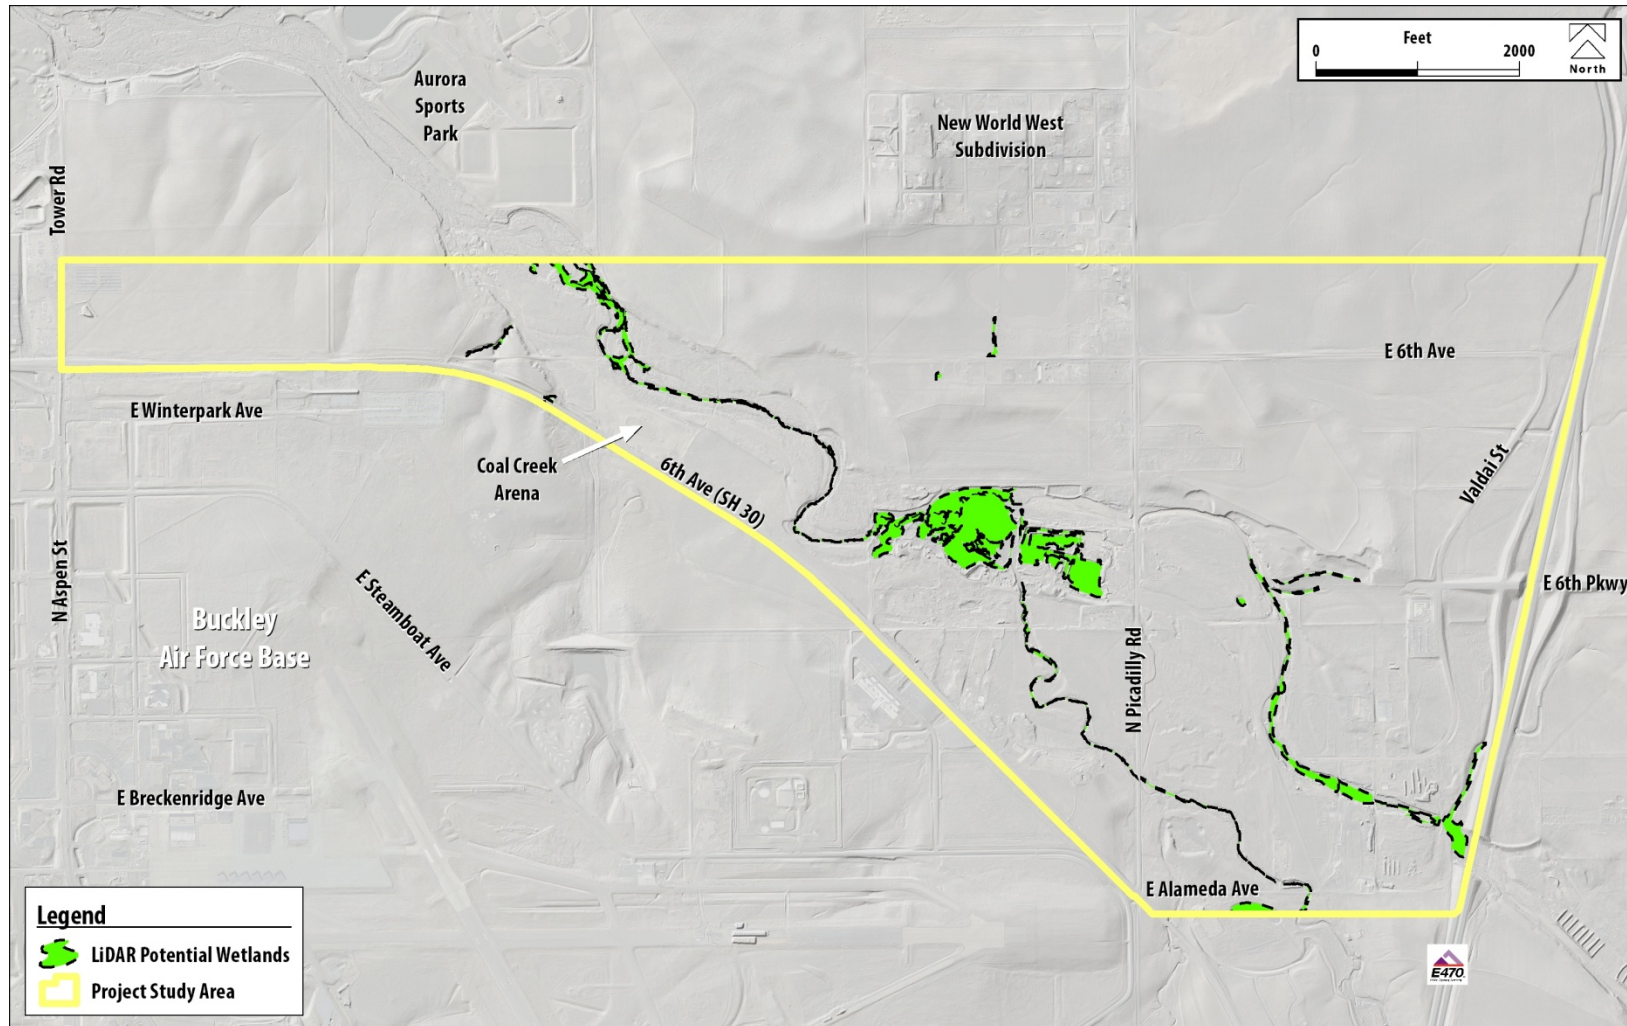 Feet
0 2000
North
Aurora
Sports
Park
New World West
Subdivision
Tower Rd
E 6th Ave
E Winterpark Ave
Coal Creek
Arena
6th Ave (SH 30)
Valdai St
N Aspen St
E Steamboat Ave
E 6th Pkwy
Buckley
Air Force Base
N Picadilly Rd
E Breckenridge Ave
E Alameda Ave
Legend
LiDAR Potential Wetlands
Project Study Area
E470